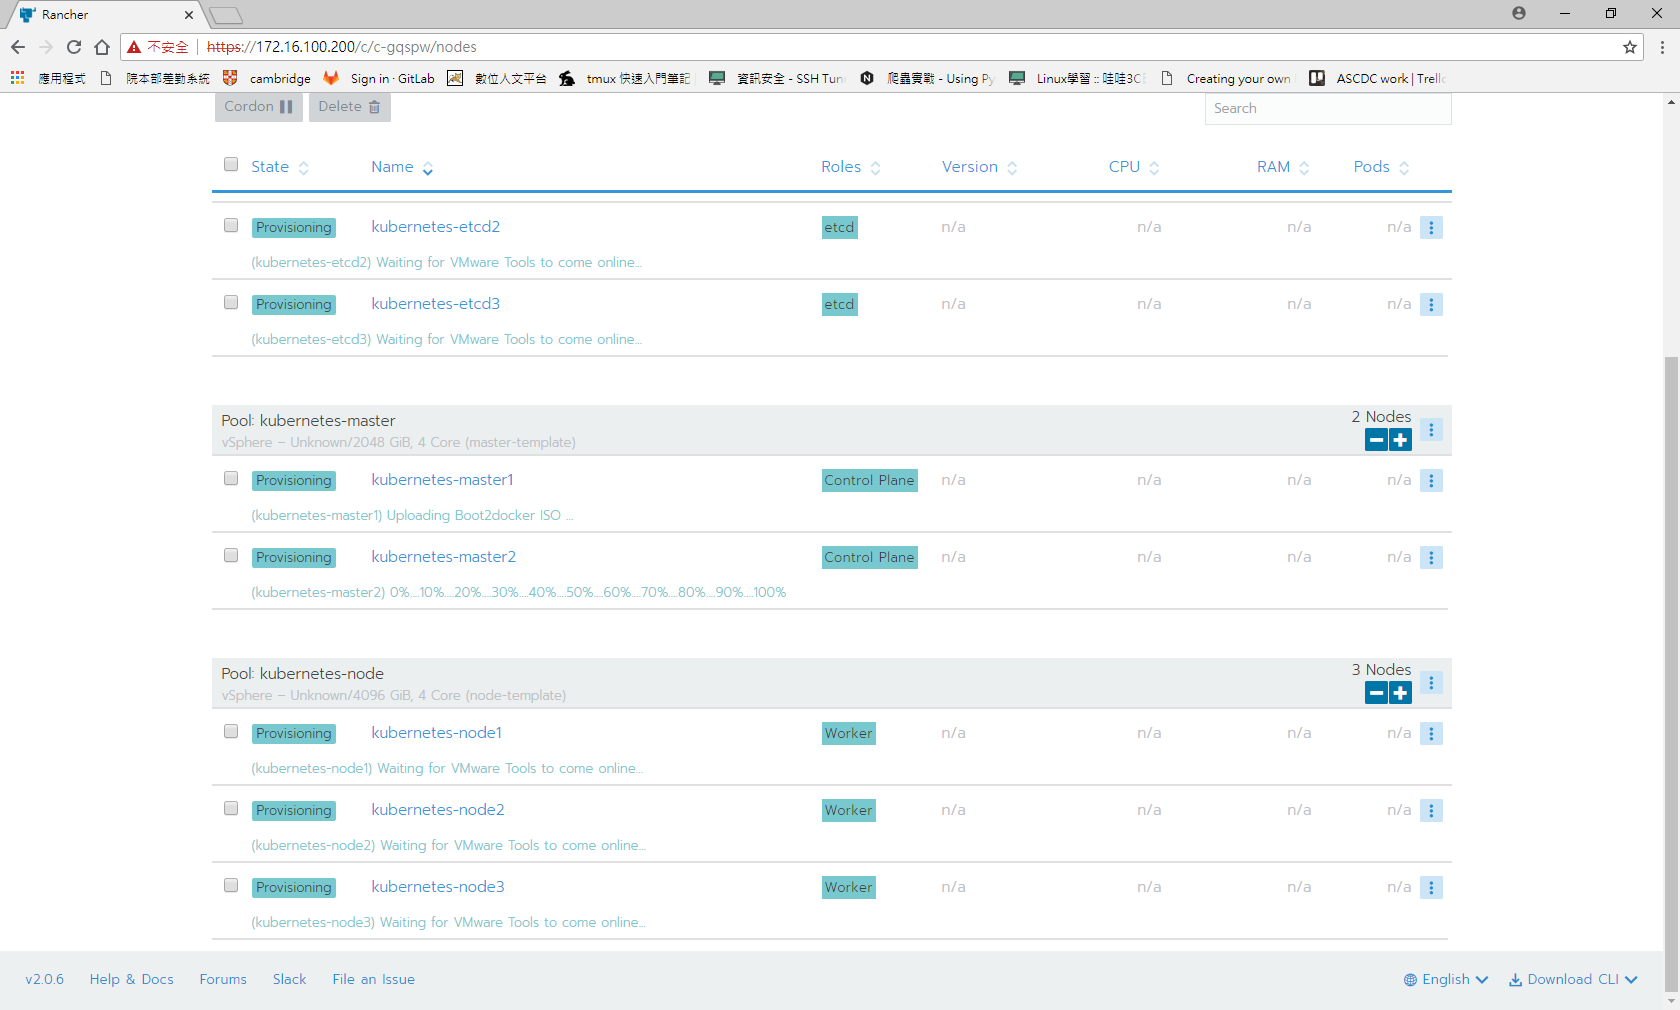 Rancher
不安全 https://172.16.100.200/c/c-gqspw/nodes
應用程式 院本部差勤系統 cambridge Sign in · GitLab 數位人文平台 tmux 快速入門筆記 資訊安全 - SSH Tun 爬蟲實戰 - Using Py Linux學習 :: 哇哇3C Creating your own ASCDC work | Trello
Cordon Delete Search
State Name Roles Version CPU RAM Pods
Provisioning kubernetes-etcd2 etcd n/a n/a n/a n/a
(kubernetes-etcd2) Waiting for VMware Tools to come online...
Provisioning kubernetes-etcd3 etcd n/a n/a n/a n/a
(kubernetes-etcd3) Waiting for VMware Tools to come online...
Pool: kubernetes-master 2 Nodes
vSphere – Unknown/2048 GiB, 4 Core (master-template)
Provisioning kubernetes-master1 Control Plane n/a n/a n/a n/a
(kubernetes-master1) Uploading Boot2docker ISO ...
Provisioning kubernetes-master2 Control Plane n/a n/a n/a n/a
(kubernetes-master2) 0%....10%....20%....30%....40%....50%....60%....70%....80%....90%....100%
Pool: kubernetes-node 3 Nodes
vSphere – Unknown/4096 GiB, 4 Core (node-template)
Provisioning kubernetes-node1 Worker n/a n/a n/a n/a
(kubernetes-node1) Waiting for VMware Tools to come online...
Provisioning kubernetes-node2 Worker n/a n/a n/a n/a
(kubernetes-node2) Waiting for VMware Tools to come online...
Provisioning kubernetes-node3 Worker n/a n/a n/a n/a
(kubernetes-node3) Waiting for VMware Tools to come online...
v2.0.6 Help & Docs Forums Slack File an Issue English Download CLI